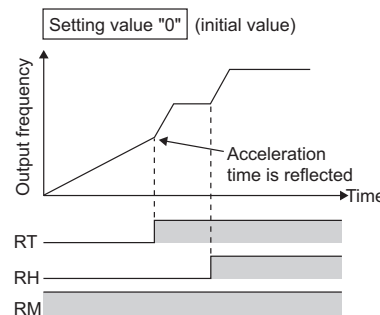 Setting value "0" (initial value)
Output frequency
Acceleration
time is reflected
Time
RT
RH
RM